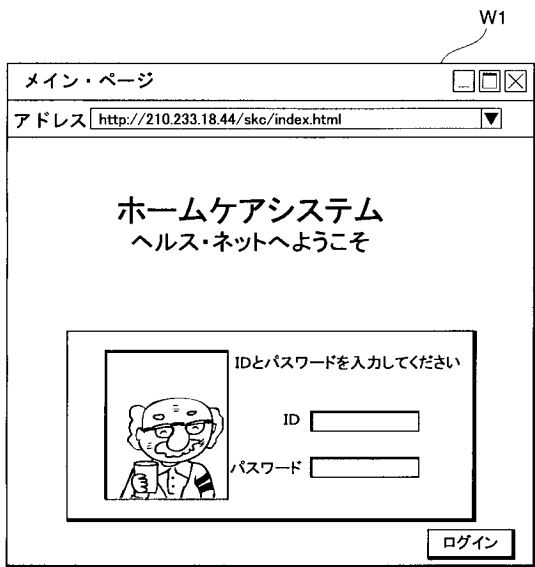 W1
メイン・ページ
アドレス http://210.233.18.44/skc/index.html
ホームケアシステム
ヘルス・ネットへようこそ
IDとパスワードを入力してください
ID
パスワード
ログイン